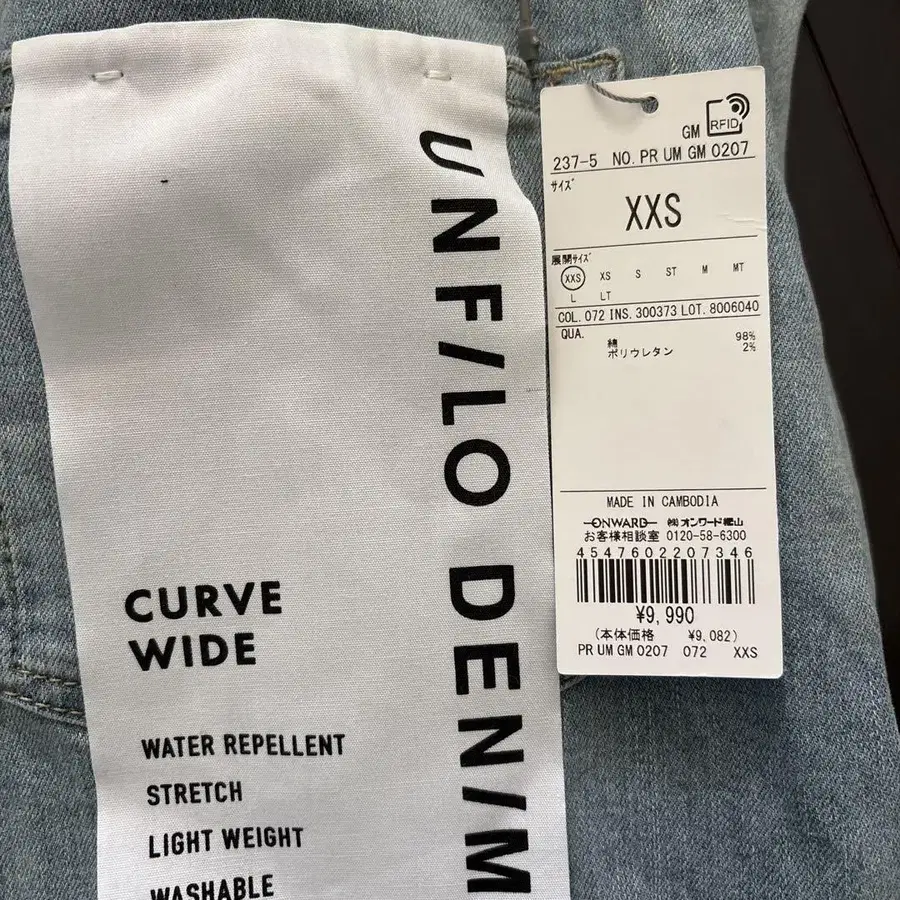 UNF/LO DEN/M
CURVE
WIDE
WATER REPELLENT
STRETCH
LIGHT WEIGHT
WASHABLE
GM RFID
237-5 NO. PR UM GM 0207
サイズ
XXS
展開サイズ
XXS XS S ST M MT
L LT
COL. 072 INS. 300373 LOT. 8006040
QUA.
綿 98%
ポリウレタン 2%
MADE IN CAMBODIA
ONWARD ㈱オンワード樫山
お客様相談室 0120-58-6300
4547602207346
¥9,990
(本体価格 ¥9,082)
PR UM GM 0207 072 XXS